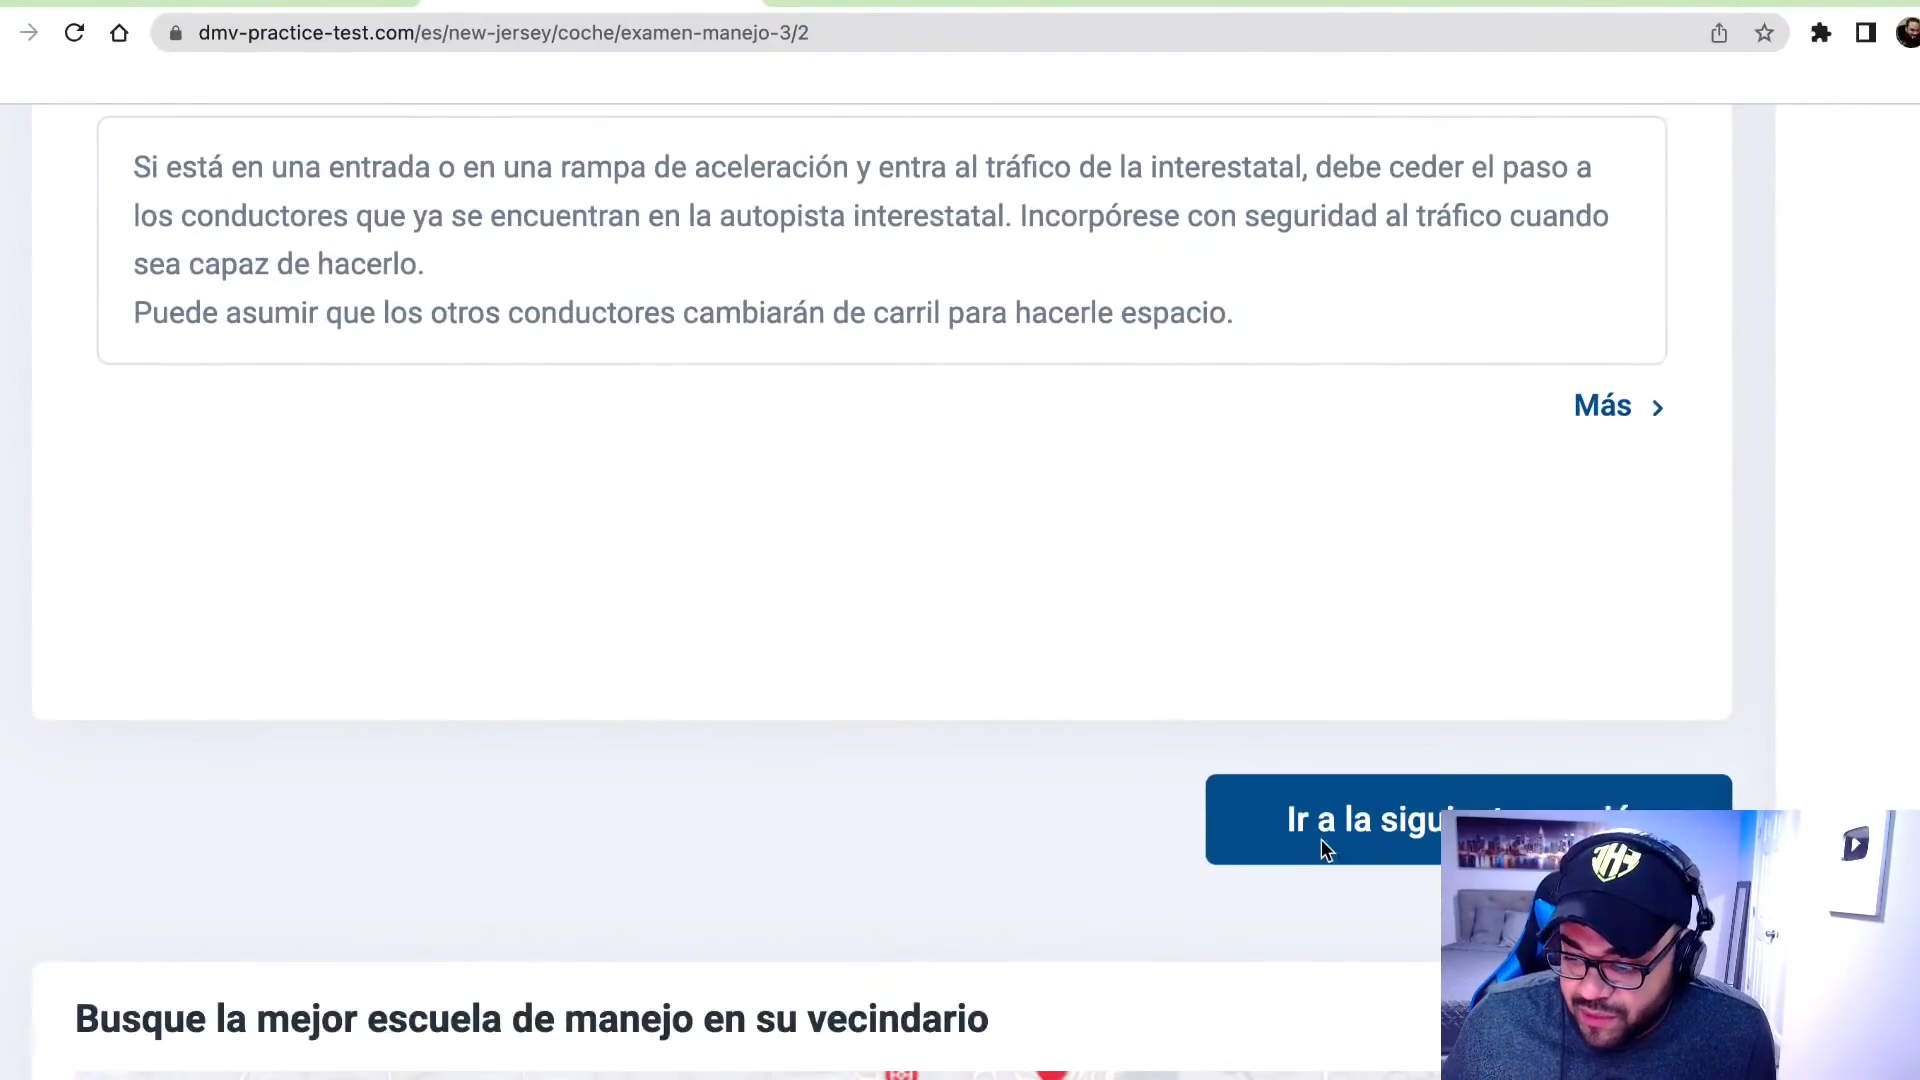 dmv-practice-test.com/es/new-jersey/coche/examen-manejo-3/2
Si está en una entrada o en una rampa de aceleración y entra al tráfico de la interestatal, debe ceder el paso a
los conductores que ya se encuentran en la autopista interestatal. Incorpórese con seguridad al tráfico cuando
sea capaz de hacerlo.
Puede asumir que los otros conductores cambiarán de carril para hacerle espacio.
Más
Ir a la
Busque la mejor escuela de manejo en su vecindario